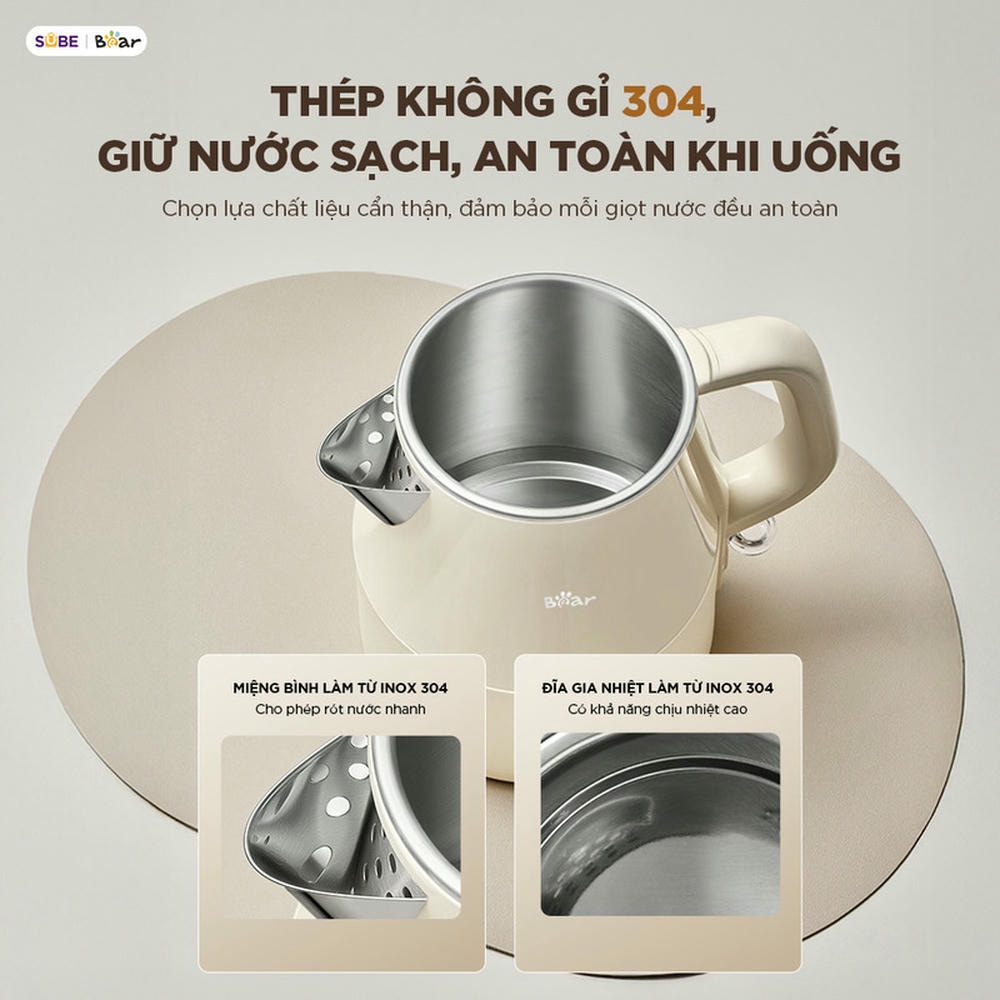 SUBE | Bear
THÉP KHÔNG GỈ 304,
GIỮ NƯỚC SẠCH, AN TOÀN KHI UỐNG
Chọn lựa chất liệu cẩn thận, đảm bảo mỗi giọt nước đều an toàn
Bear
MIỆNG BÌNH LÀM TỪ INOX 304
Cho phép rót nước nhanh
ĐĨA GIA NHIỆT LÀM TỪ INOX 304
Có khả năng chịu nhiệt cao